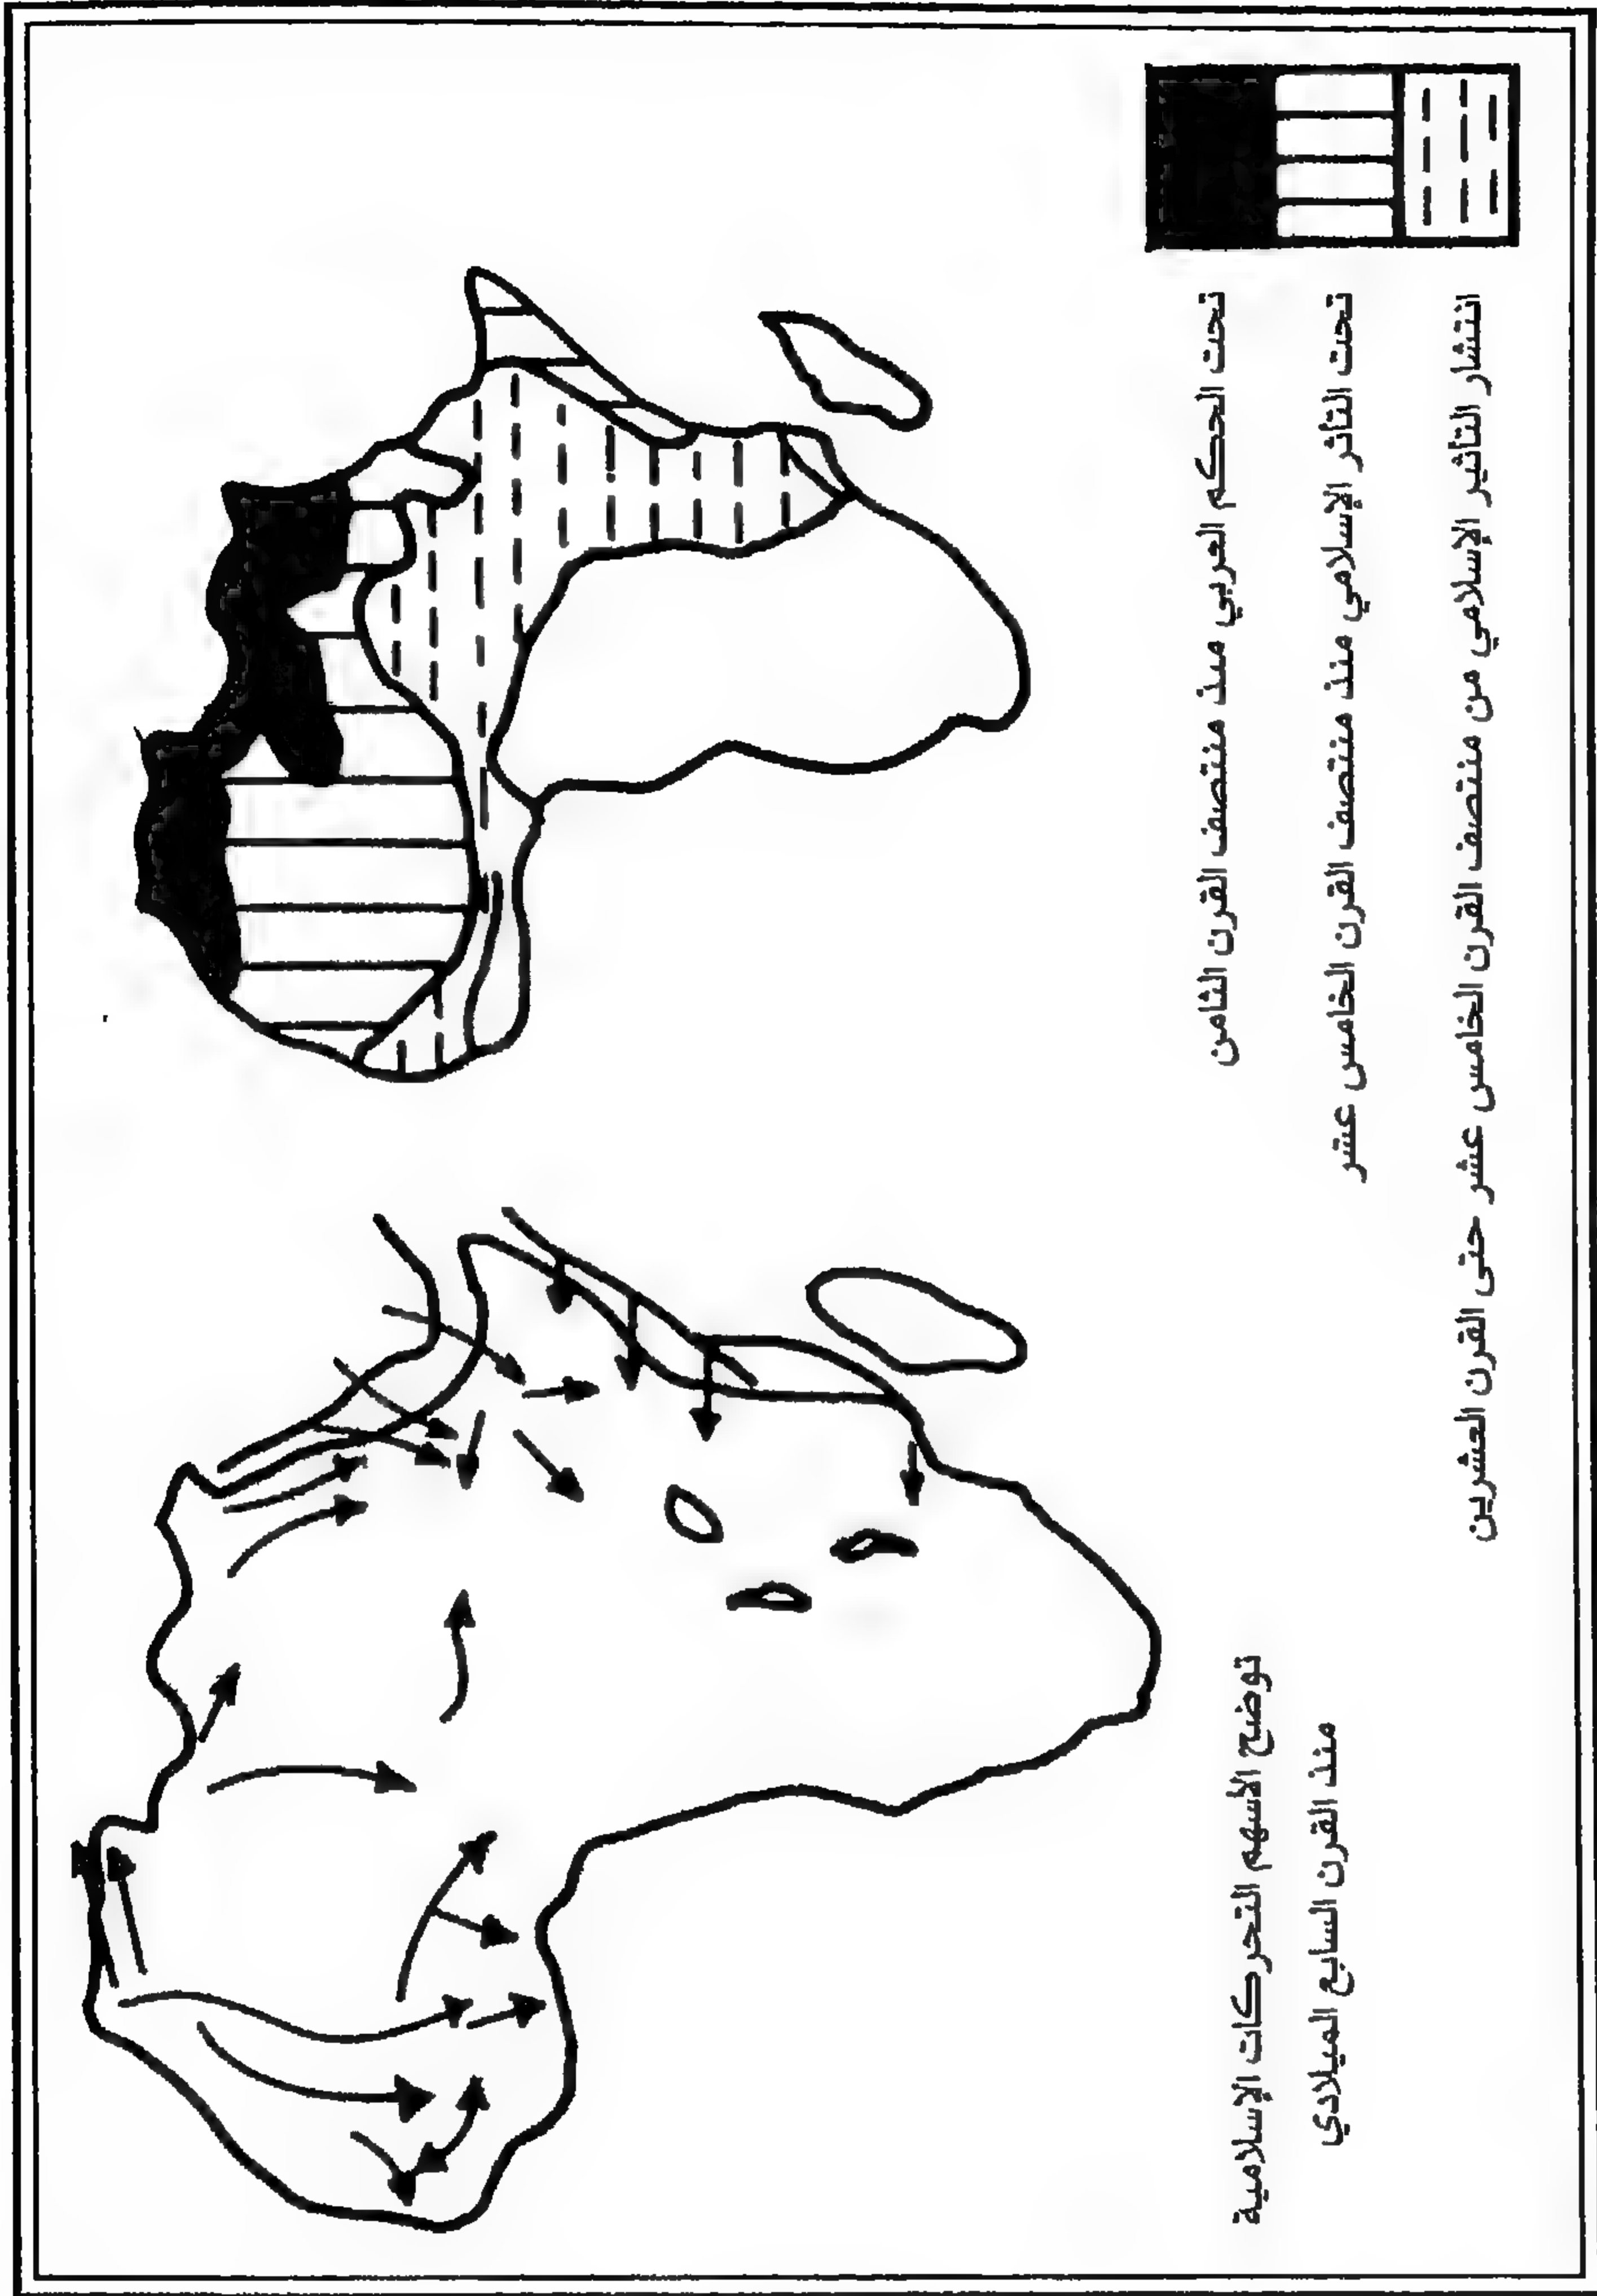 تحت الحكم العربي منذ منتصف القرن الثامن
تحت التأثر الإسلامي منذ منتصف القرن الخامس عشر
انتشار التأثير الإسلامي من منتصف القرن الخامس عشر حتى القرن العشرين
توضح الأسهم التحركات الإسلامية
منذ القرن السابع الميلادي